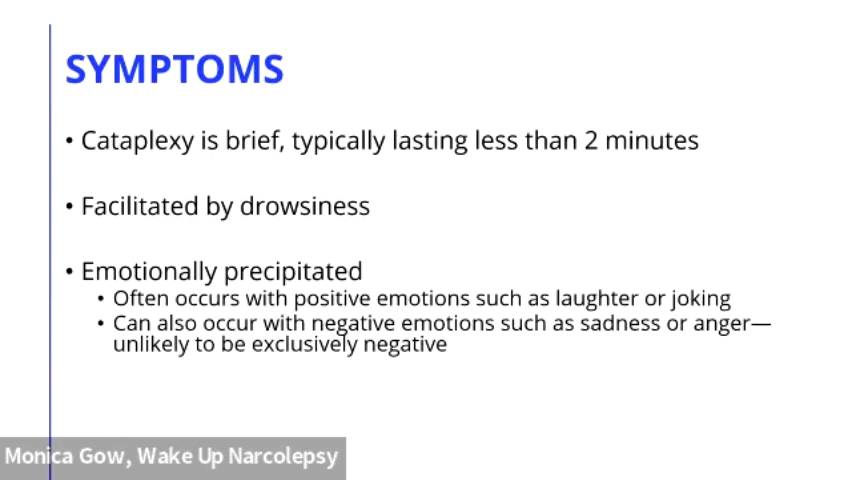 SYMPTOMS
• Cataplexy is brief, typically lasting less than 2 minutes
• Facilitated by drowsiness
• Emotionally precipitated
• Often occurs with positive emotions such as laughter or joking
• Can also occur with negative emotions such as sadness or anger—
unlikely to be exclusively negative
Monica Gow, Wake Up Narcolepsy